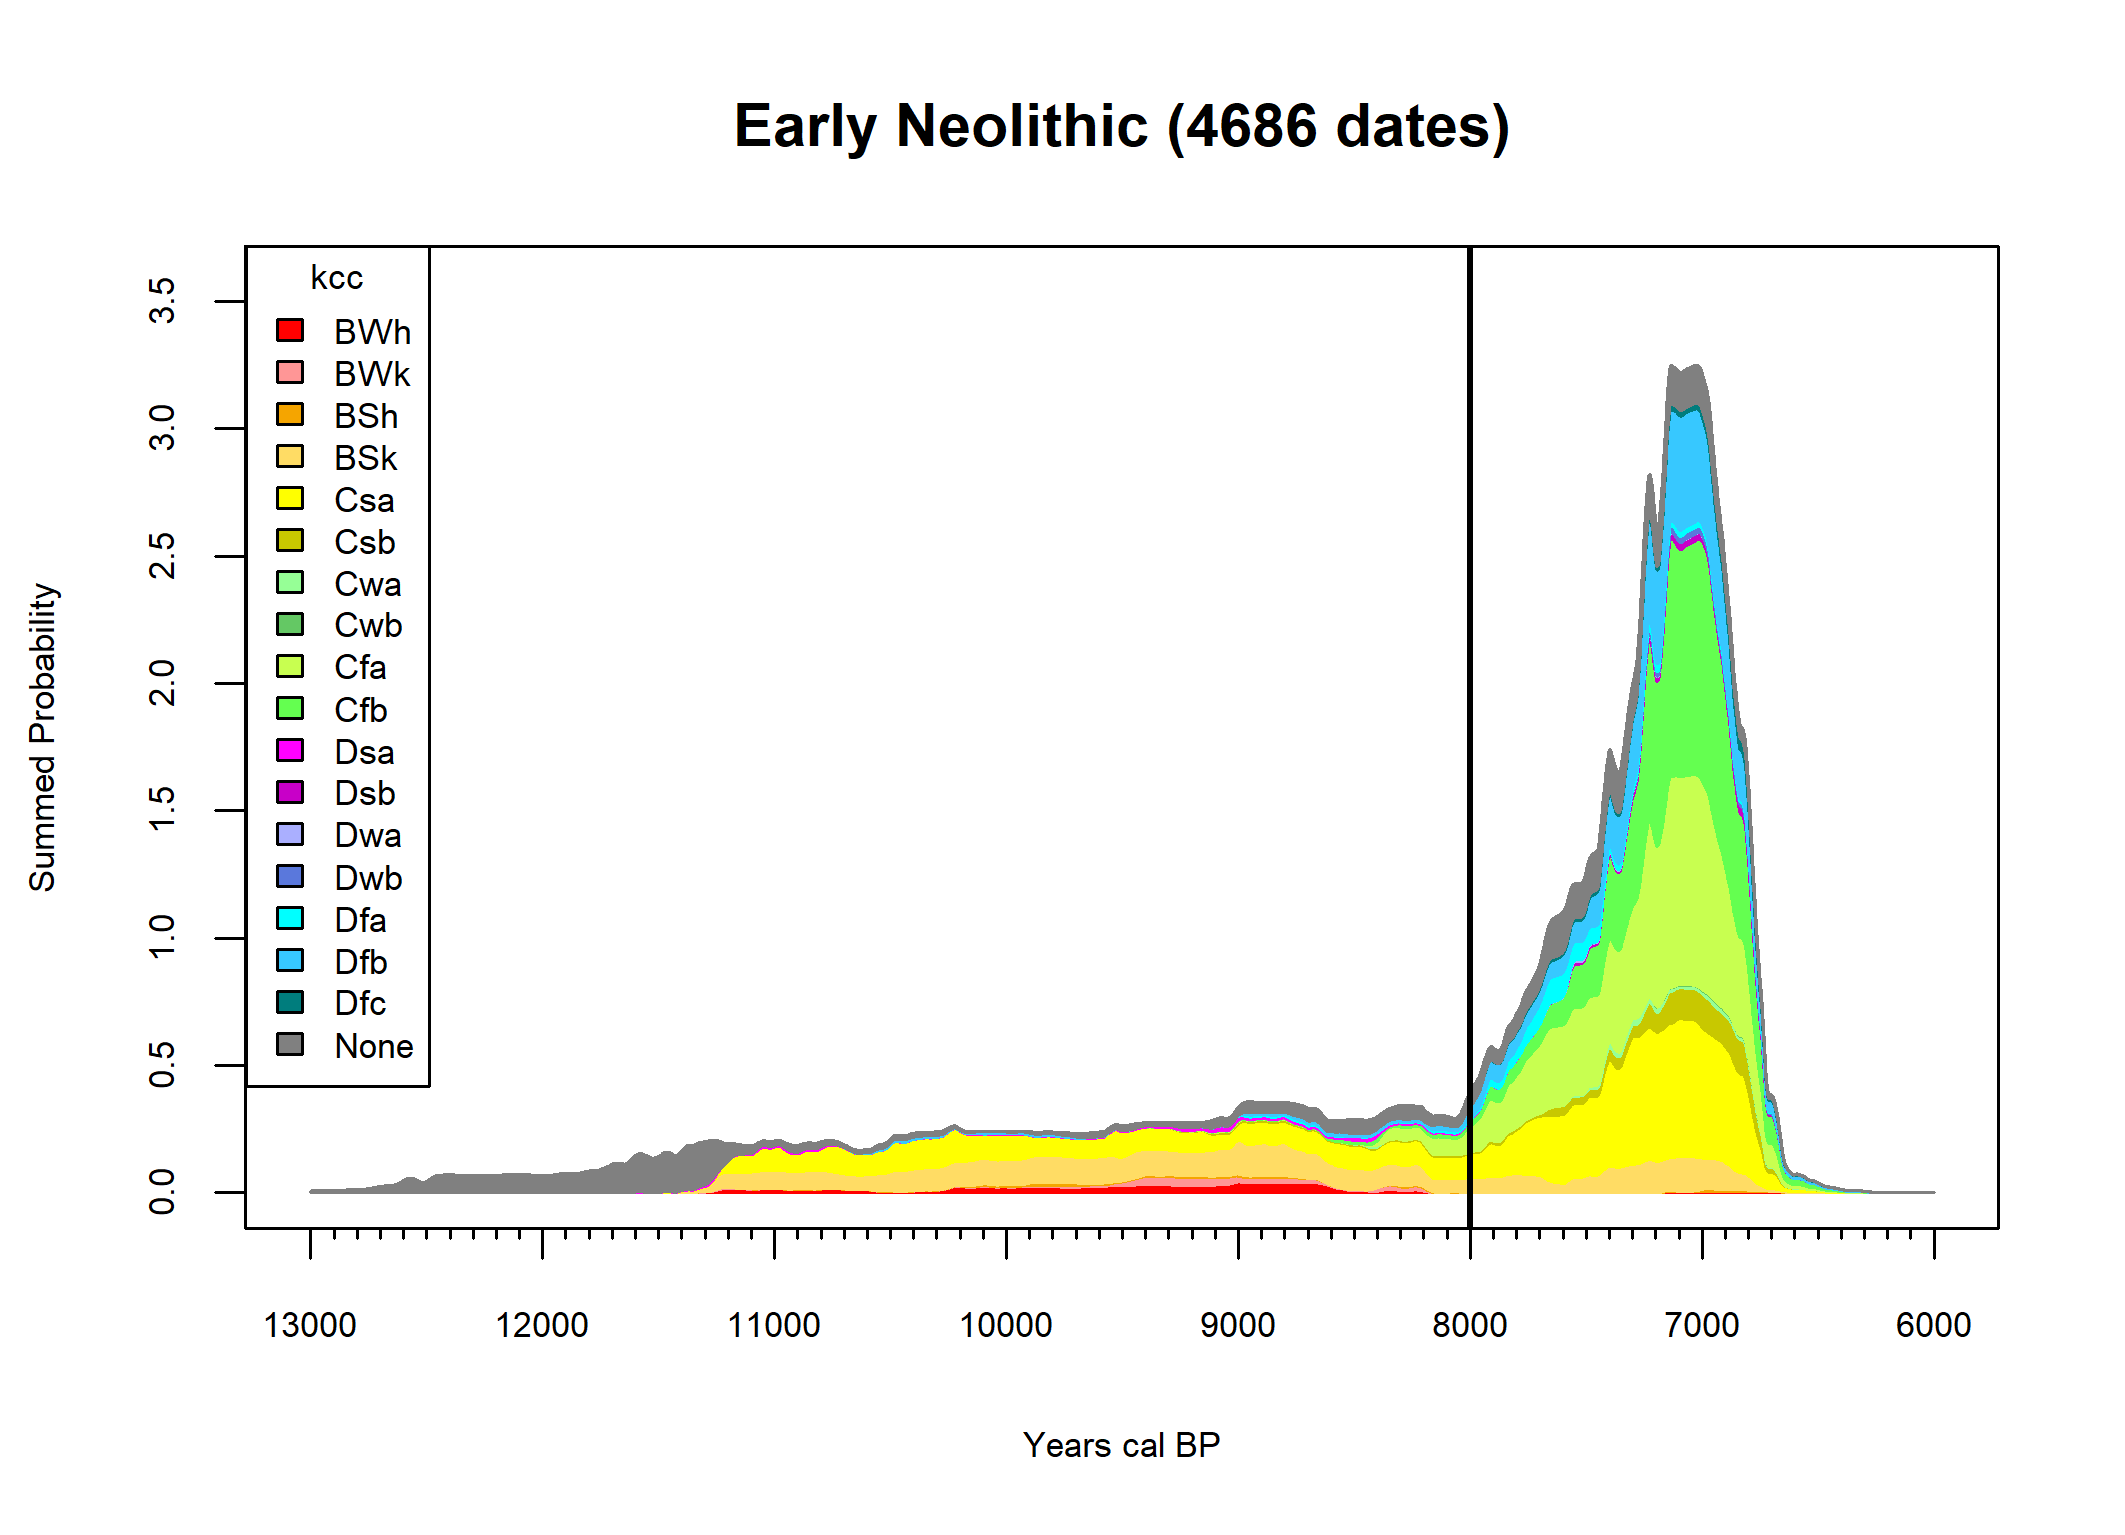 Early Neolithic (4686 dates)
kcc
BWh
BWk
BSh
BSk
Csa
Csb
Cwa
Cwb
Cfa
Cfb
Dsa
Dsb
Dwa
Dwb
Dfa
Dfb
Dfc
None
Summed Probability
3.5
3.0
2.5
2.0
1.5
1.0
0.5
0.0
13000 12000 11000 10000 9000 8000 7000 6000
Years cal BP